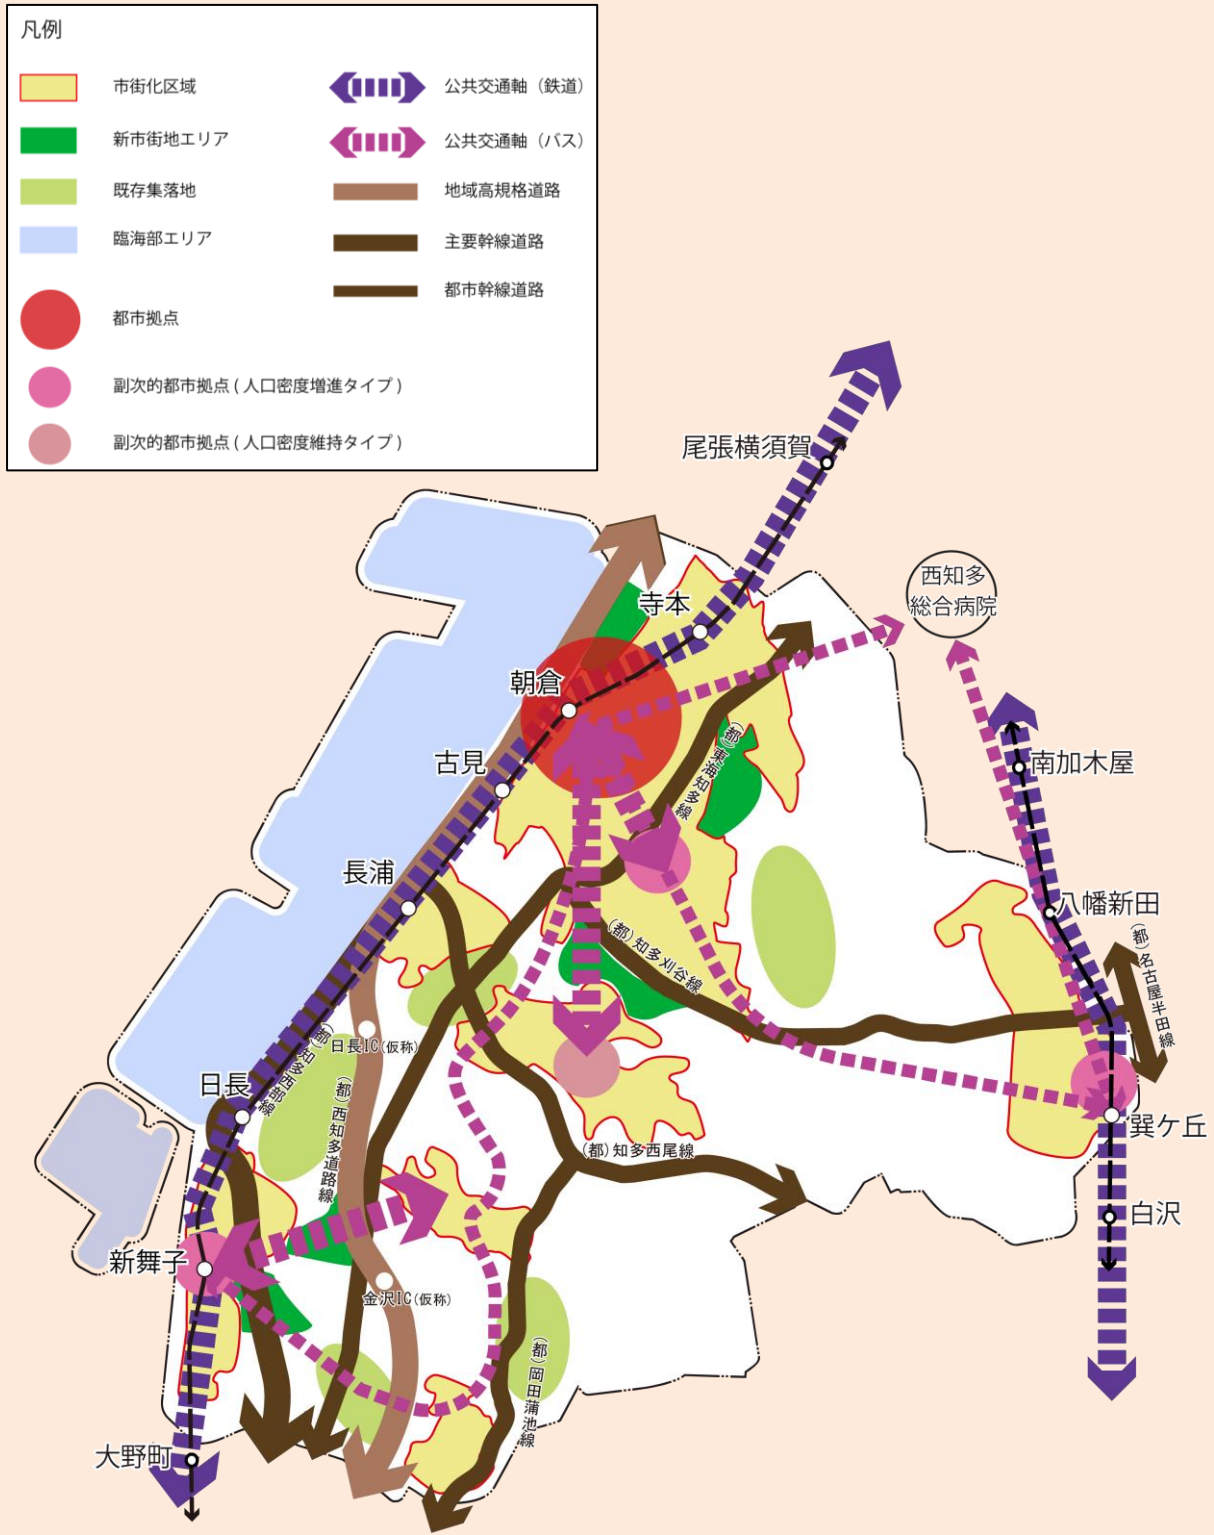 凡例
市街化区域
新市街地エリア
既存集落地
臨海部エリア
都市拠点
副次的都市拠点(人口密度増進タイプ)
副次的都市拠点(人口密度維持タイプ)
公共交通軸(鉄道)
公共交通軸(バス)
地域高規格道路
主要幹線道路
都市幹線道路
尾張横須賀
西知多
総合病院
寺本
朝倉
古見
南加木屋
(都)東海知多線
長浦
八幡新田
(都)知多刈谷線
(都)名古屋半田線
日長IC(仮称)
(都)知多西部線
日長
(都)西知多道路線
巽ケ丘
(都)知多西尾線
白沢
新舞子
金沢IC(仮称)
(都)岡田蒲池線
大野町